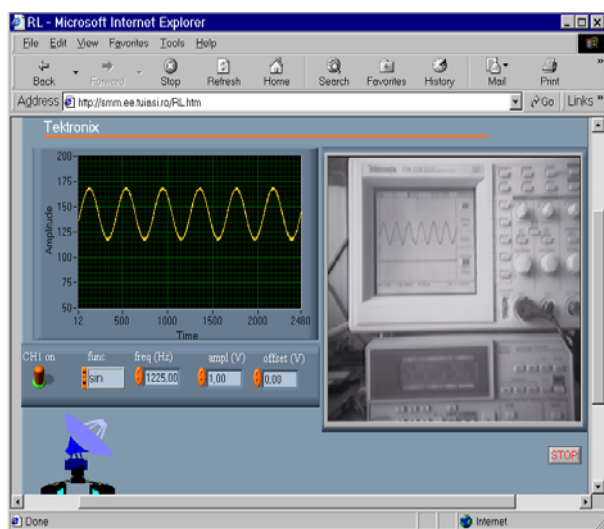 RL - Microsoft Internet Explorer
File Edit View Favorites Tools Help
Back Forward Stop Refresh Home Search Favorites History Mail Print »
Address http://smm.ee.tuiasi.ro/RL.htm Go Links »
Tektronix
200
175
150
125
100
75
50
Amplitude
12 500 1000 1500 2000 2480
Time
CH1 on func freq (Hz) ampl (V) offset (V)
sin 1225.00 1,00 0,00
Tektronix
STOP
Done Internet